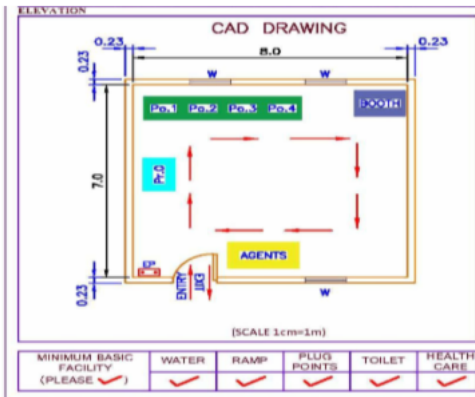 ELEVATION
CAD DRAWING
0.23
8.0
0.23
0.23
W
W
Po.1 Po.2 Po.3 Po.4
BOOTH
7.0
Pr.O
EP
AGENTS
ENTRY
EXIT
0.23
W
(SCALE 1cm=1m)
MINIMUM BASIC FACILITY (PLEASE ✓)
WATER
RAMP
PLUG POINTS
TOILET
HEALTH CARE